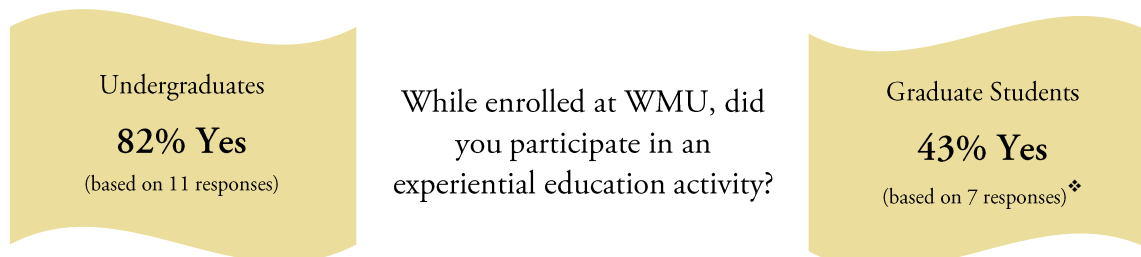 Undergraduates
82% Yes
(based on 11 responses)
While enrolled at WMU, did
you participate in an
experiential education activity?
Graduate Students
43% Yes
(based on 7 responses)❖